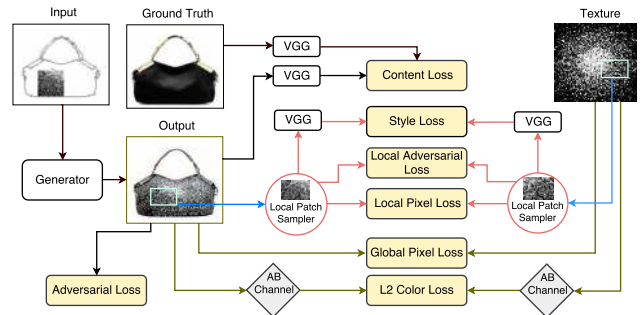 Input
Ground Truth
Texture
VGG
VGG
Content Loss
Output
VGG
Style Loss
VGG
Generator
Local Adversarial
Loss
Local Patch
Sampler
Local Pixel Loss
Local Patch
Sampler
Global Pixel Loss
Adversarial Loss
AB
Channel
L2 Color Loss
AB
Channel